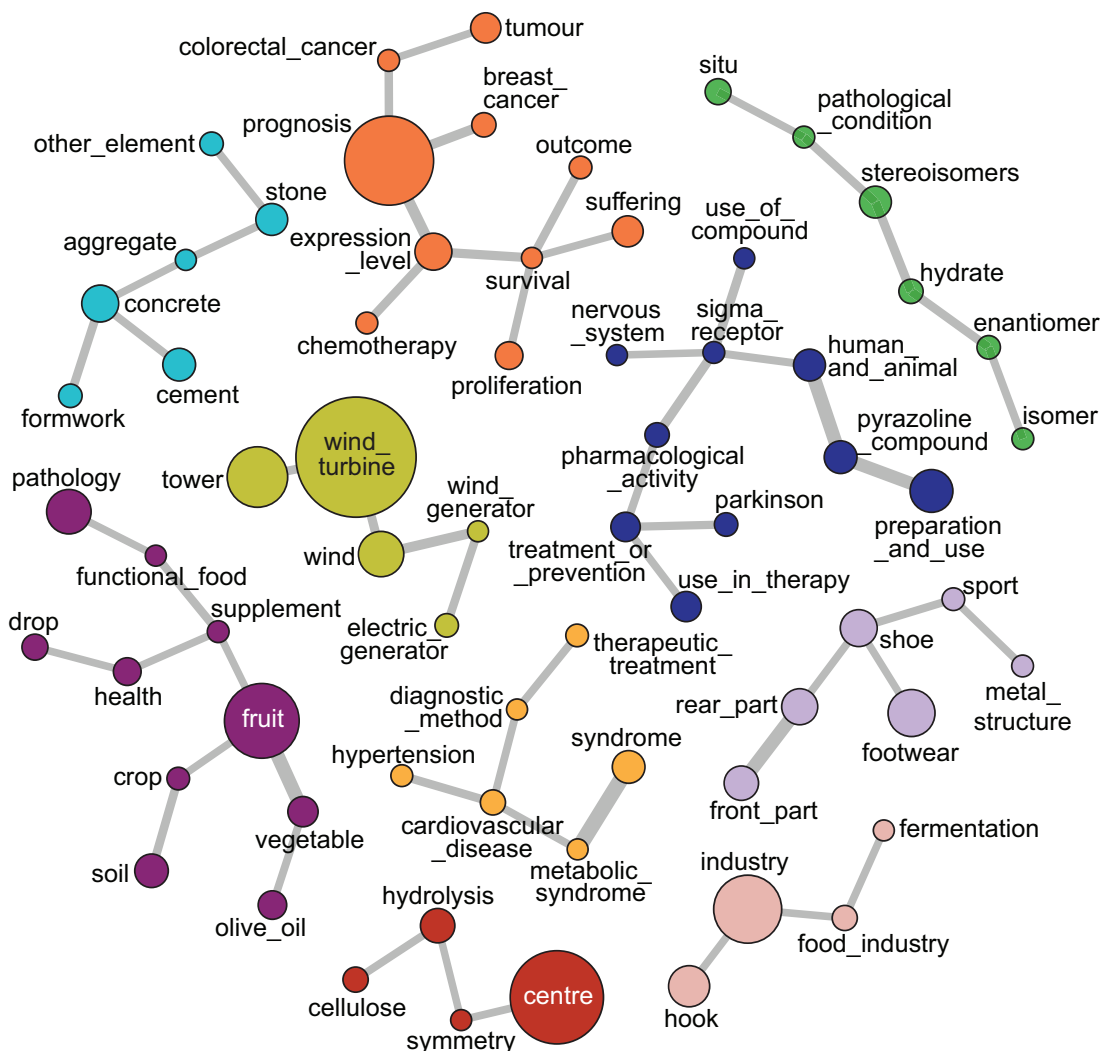 tumour
colorectal_cancer
breast_
cancer
prognosis
outcome
suffering
expression
_level
survival
chemotherapy
proliferation
situ
pathological
_condition
stereoisomers
hydrate
enantiomer
isomer
other_element
stone
aggregate
concrete
cement
formwork
use_of_
compound
nervous
_system
sigma_
receptor
human_
and_animal
pyrazoline
_compound
preparation
_and_use
pharmacological
_activity
parkinson
treatment_or
_prevention
use_in_therapy
wind_
turbine
tower
wind_
generator
wind
electric_
generator
pathology
functional_food
supplement
drop
health
fruit
crop
vegetable
soil
olive_oil
therapeutic_
treatment
diagnostic
_method
hypertension
syndrome
cardiovascular
_disease
metabolic_
syndrome
sport
shoe
metal_
structure
rear_part
footwear
front_part
fermentation
industry
food_industry
hook
hydrolysis
cellulose
centre
symmetry